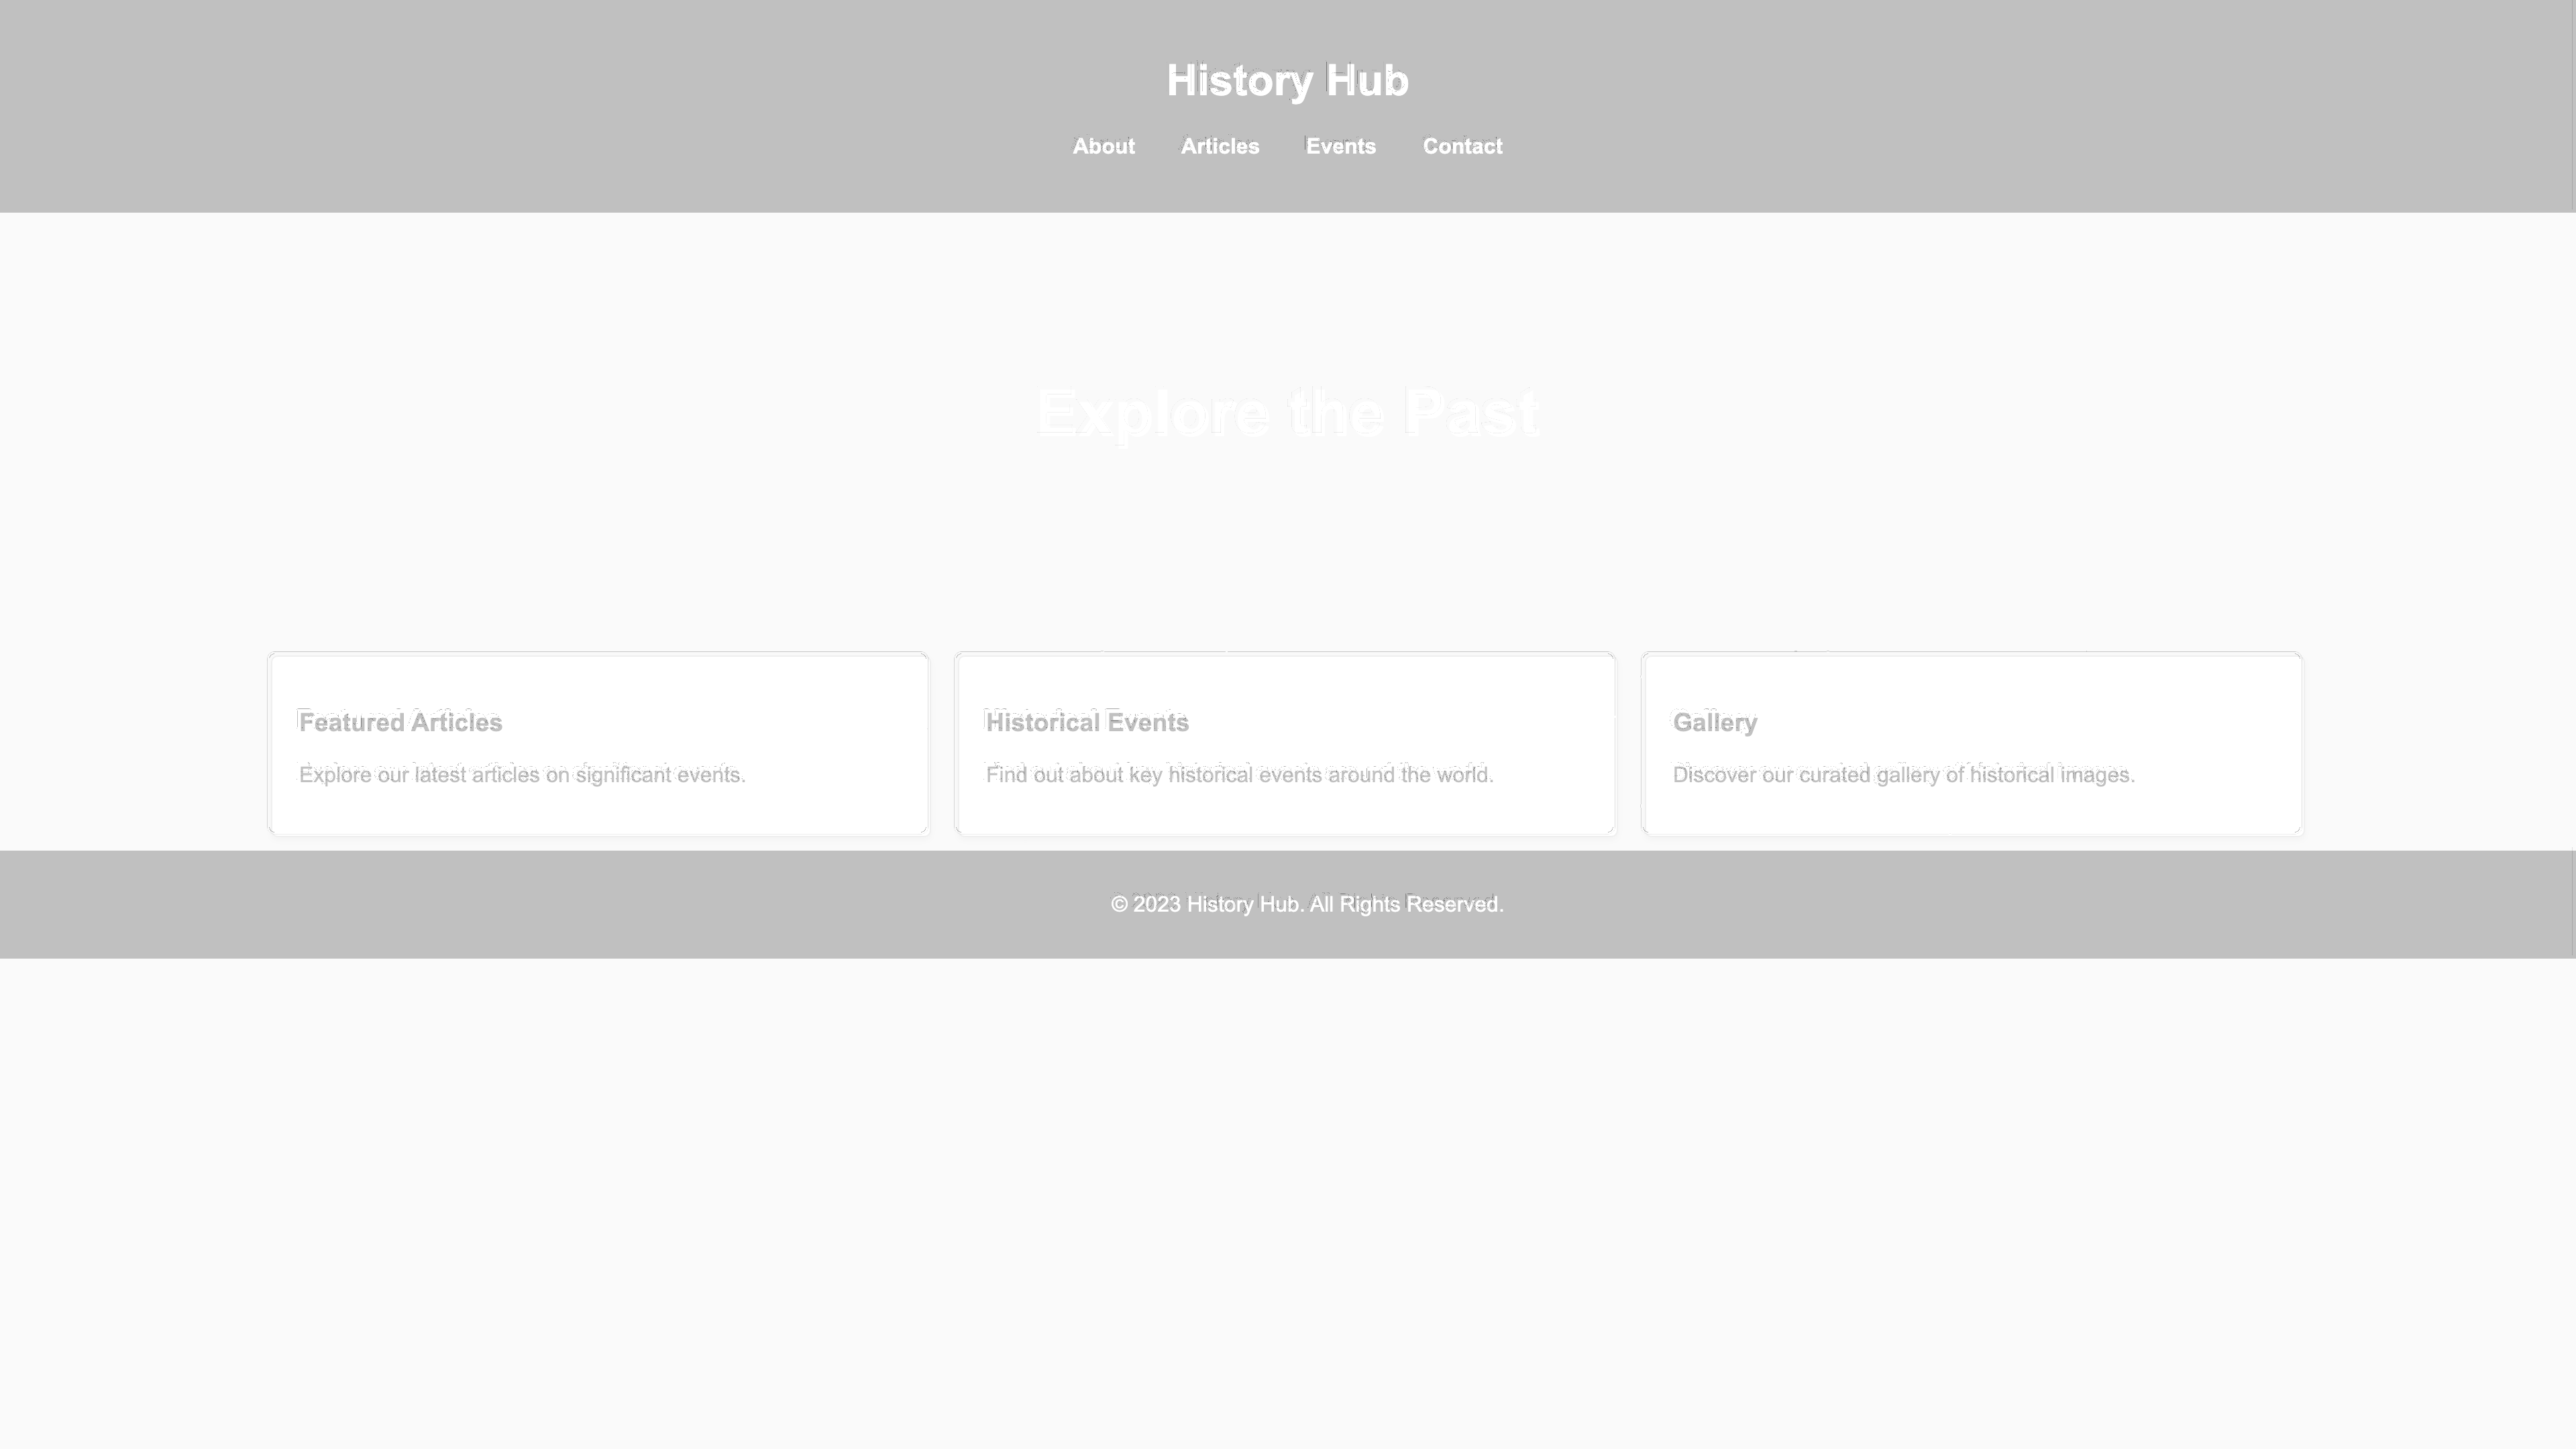 History Hub
About Articles Events Contact
Explore the Past
Featured Articles
Explore our latest articles on significant events.
Historical Events
Find out about key historical events around the world.
Gallery
Discover our curated gallery of historical images.
© 2023 History Hub. All Rights Reserved.